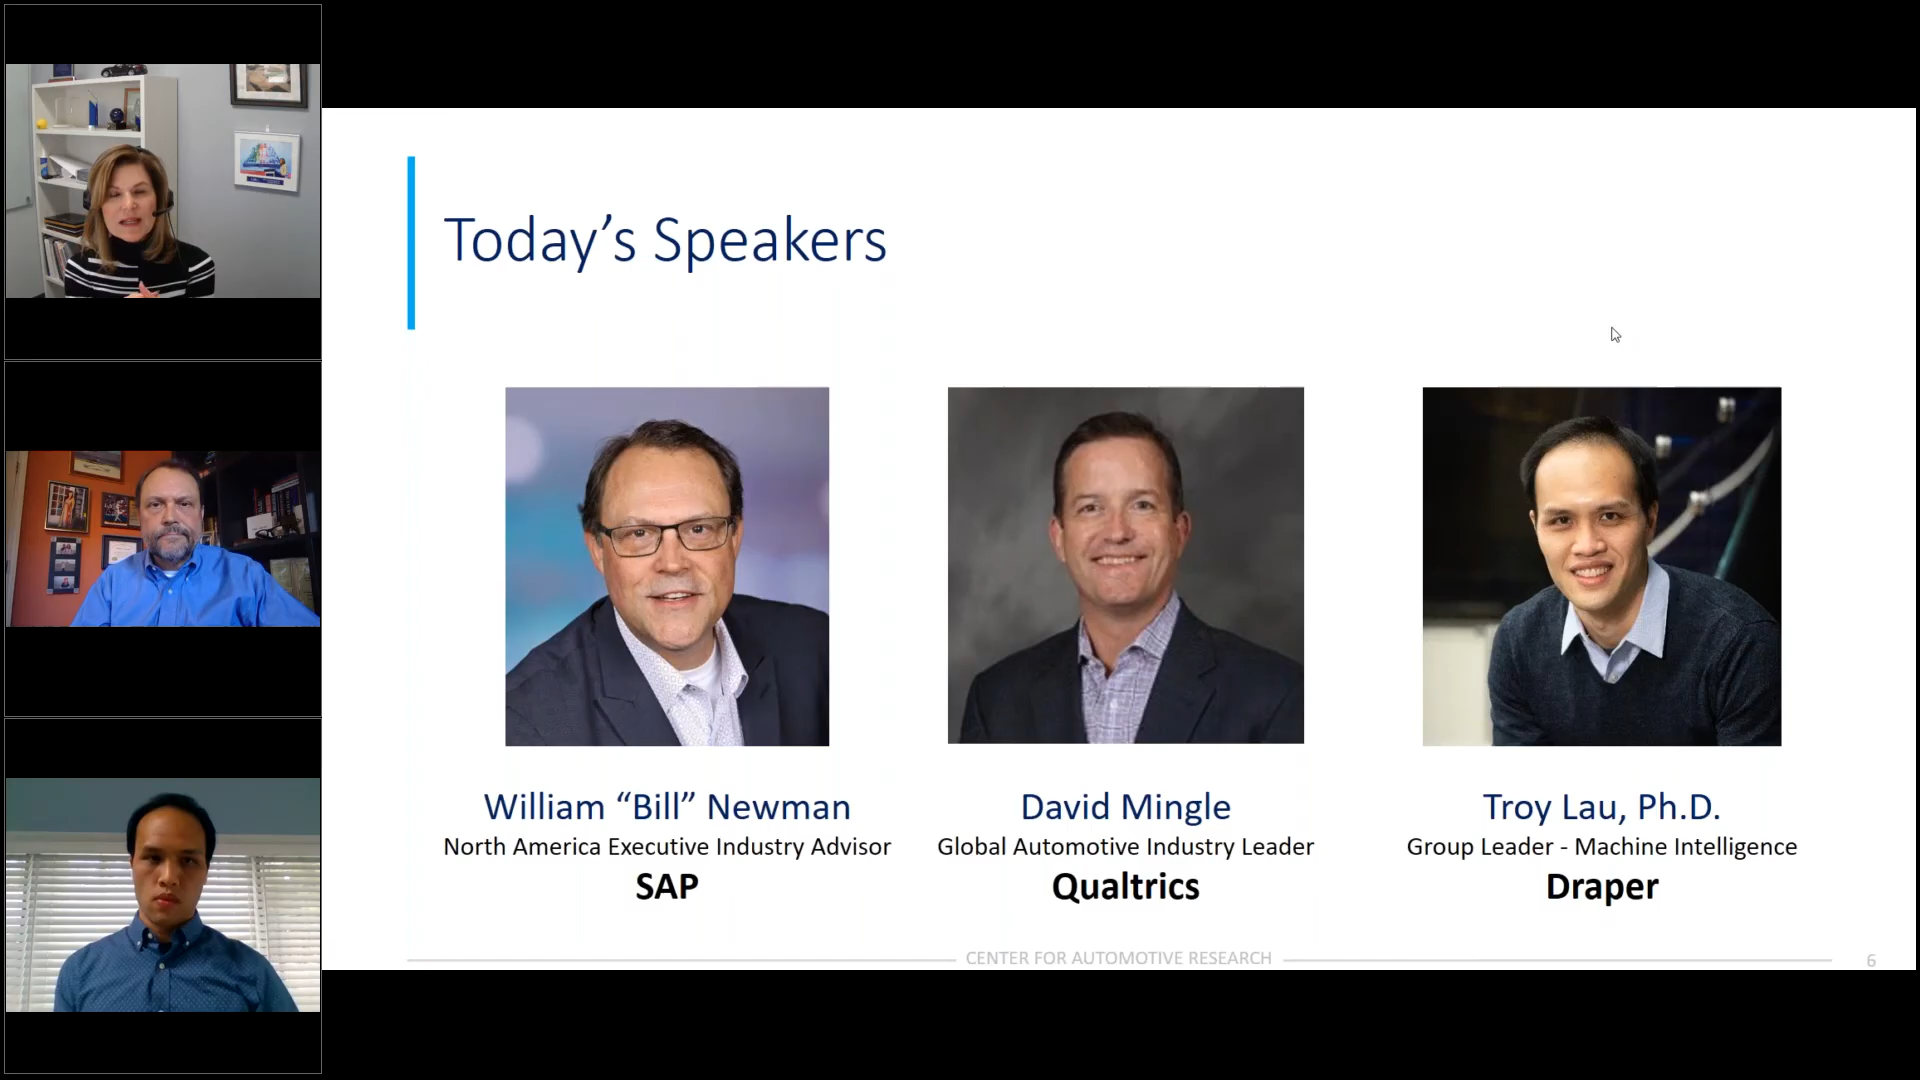 Today’s Speakers
William “Bill” Newman
North America Executive Industry Advisor
SAP
David Mingle
Global Automotive Industry Leader
Qualtrics
Troy Lau, Ph.D.
Group Leader - Machine Intelligence
Draper
CENTER FOR AUTOMOTIVE RESEARCH
6